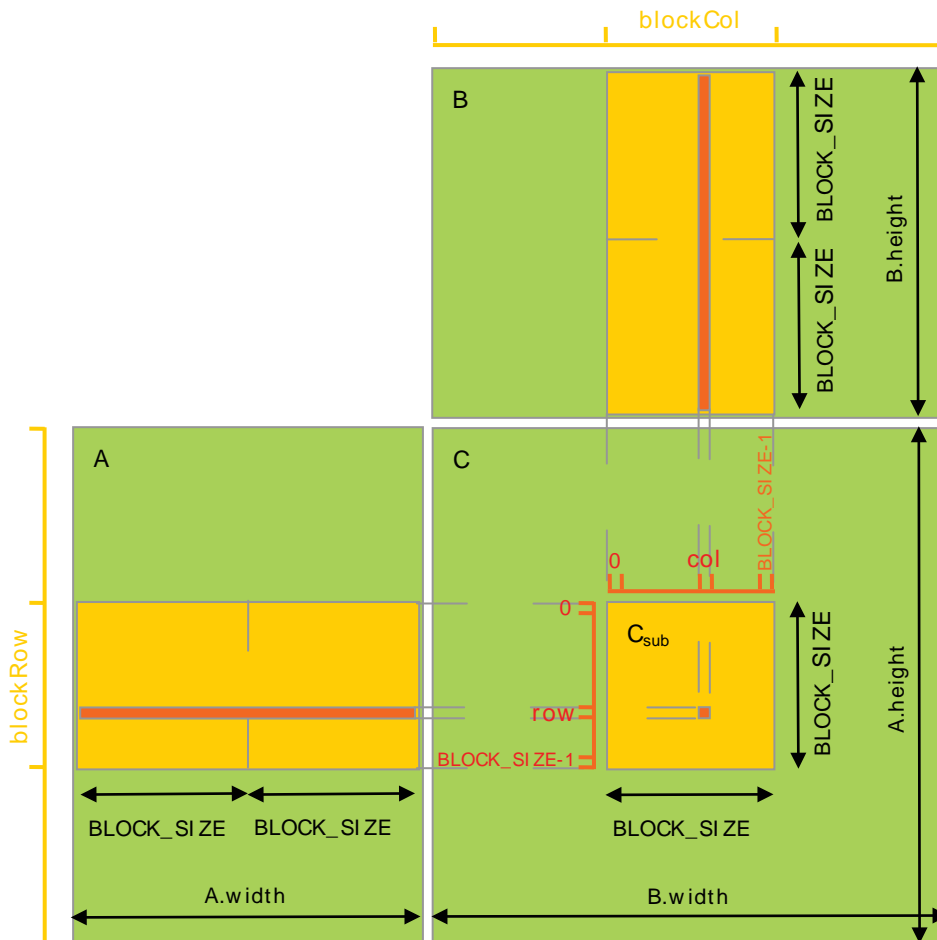 blockCol
B
BLOCK_SIZE
BLOCK_SIZE
B.height
A
C
BLOCK_SIZE-1
0
col
blockRow
0
C_sub
BLOCK_SIZE
A.height
row
BLOCK_SIZE-1
BLOCK_SIZE
BLOCK_SIZE
BLOCK_SIZE
A.width
B.width